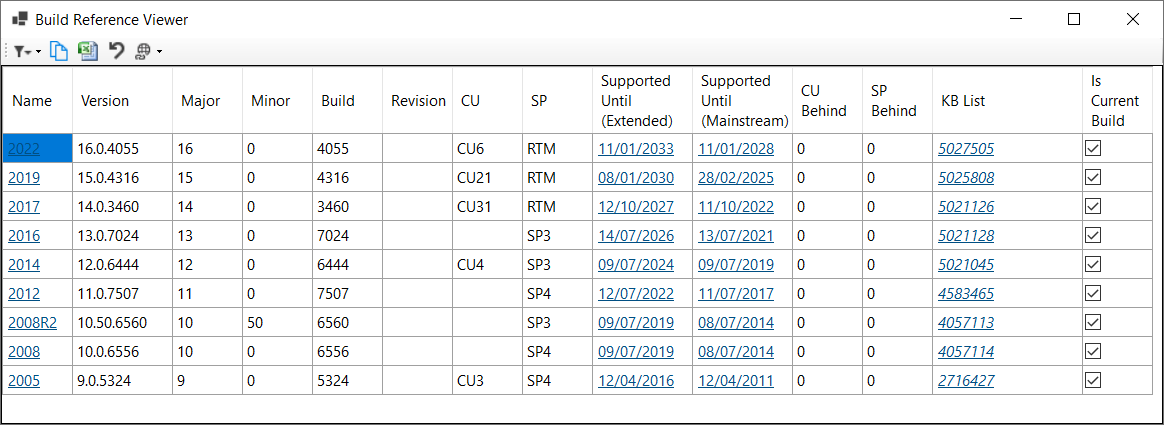 Build Reference Viewer
Name Version Major Minor Build Revision CU SP Supported Until (Extended) Supported Until (Mainstream) CU Behind SP Behind KB List Is Current Build
2022 16.0.4055 16 0 4055 CU6 RTM 11/01/2033 11/01/2028 0 0 5027505
2019 15.0.4316 15 0 4316 CU21 RTM 08/01/2030 28/02/2025 0 0 5025808
2017 14.0.3460 14 0 3460 CU31 RTM 12/10/2027 11/10/2022 0 0 5021126
2016 13.0.7024 13 0 7024 SP3 14/07/2026 13/07/2021 0 0 5021128
2014 12.0.6444 12 0 6444 CU4 SP3 09/07/2024 09/07/2019 0 0 5021045
2012 11.0.7507 11 0 7507 SP4 12/07/2022 11/07/2017 0 0 4583465
2008R2 10.50.6560 10 50 6560 SP3 09/07/2019 08/07/2014 0 0 4057113
2008 10.0.6556 10 0 6556 SP4 09/07/2019 08/07/2014 0 0 4057114
2005 9.0.5324 9 0 5324 CU3 SP4 12/04/2016 12/04/2011 0 0 2716427